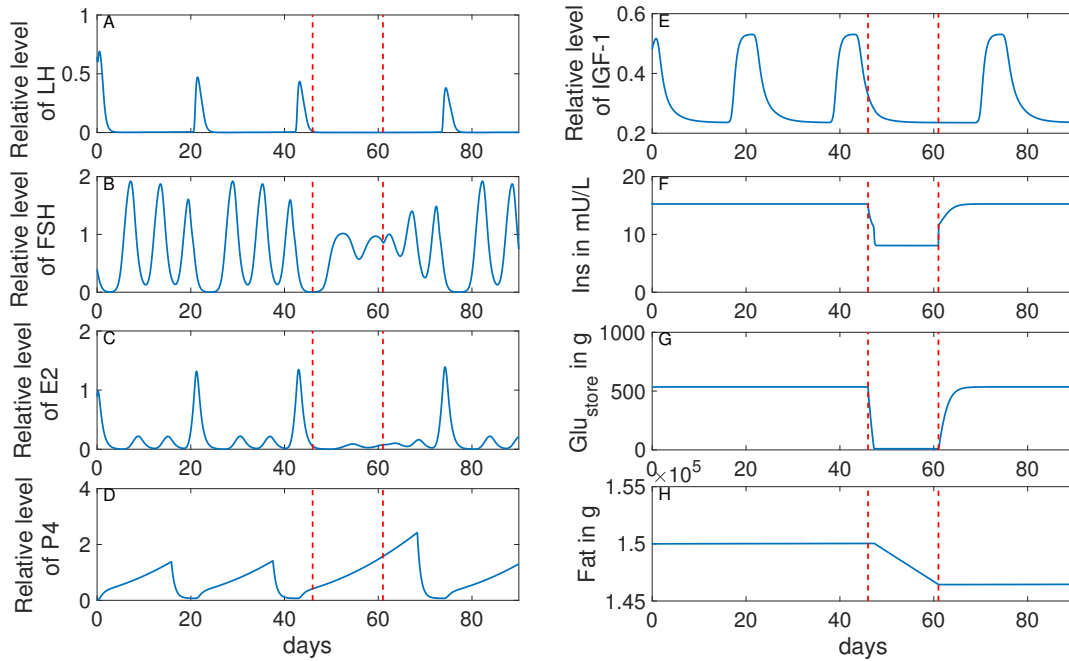 A
Relative level
of LH
1
0.5
0
0 20 40 60 80
B
Relative level
of FSH
2
1
0
0 20 40 60 80
C
Relative level
of E2
2
1
0
0 20 40 60 80
D
Relative level
of P4
4
2
0
0 20 40 60 80
days
E
Relative level
of IGF-1
0.6
0.4
0.2
0 20 40 60 80
F
Ins in mU/L
20
10
0
0 20 40 60 80
G
Glustore in g
1000
500
0
0 20 40 60 80
×10^5
H
Fat in g
1.55
1.5
1.45
0 20 40 60 80
days